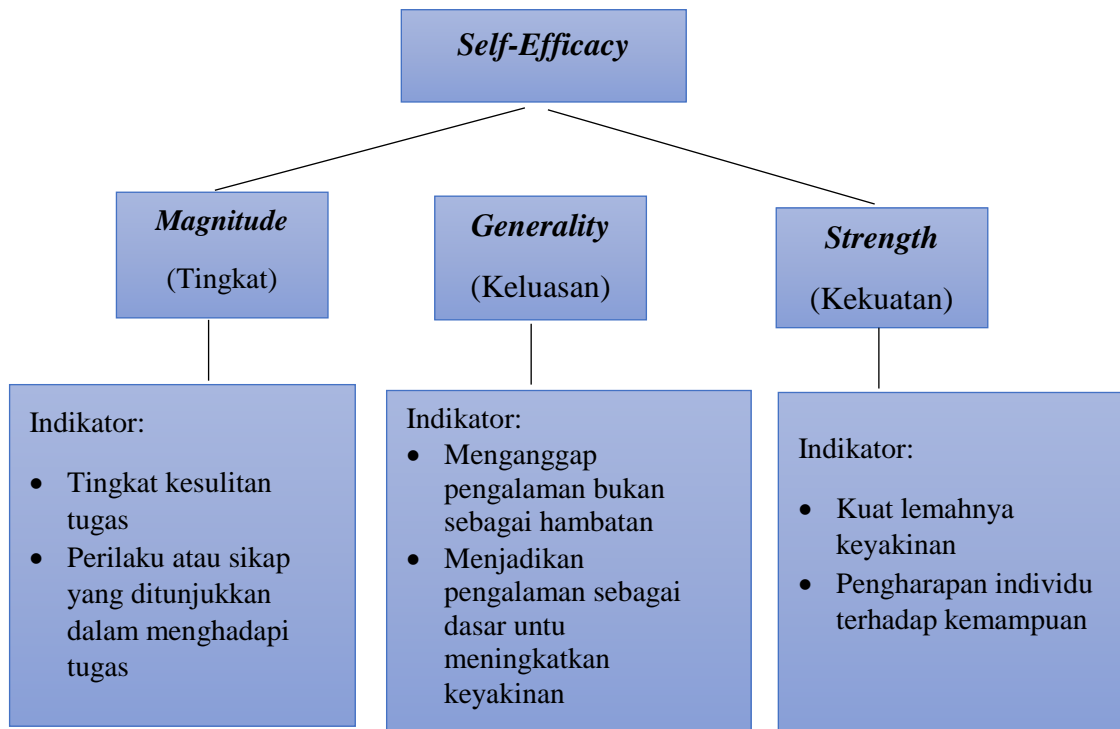 Self-Efficacy
Magnitude
(Tingkat)
Generality
(Keluasan)
Strength
(Kekuatan)
Indikator:
• Tingkat kesulitan
tugas
• Perilaku atau sikap
yang ditunjukkan
dalam menghadapi
tugas
Indikator:
• Menganggap
pengalaman bukan
sebagai hambatan
• Menjadikan
pengalaman sebagai
dasar untu
meningkatkan
keyakinan
Indikator:
• Kuat lemahnya
keyakinan
• Pengharapan individu
terhadap kemampuan